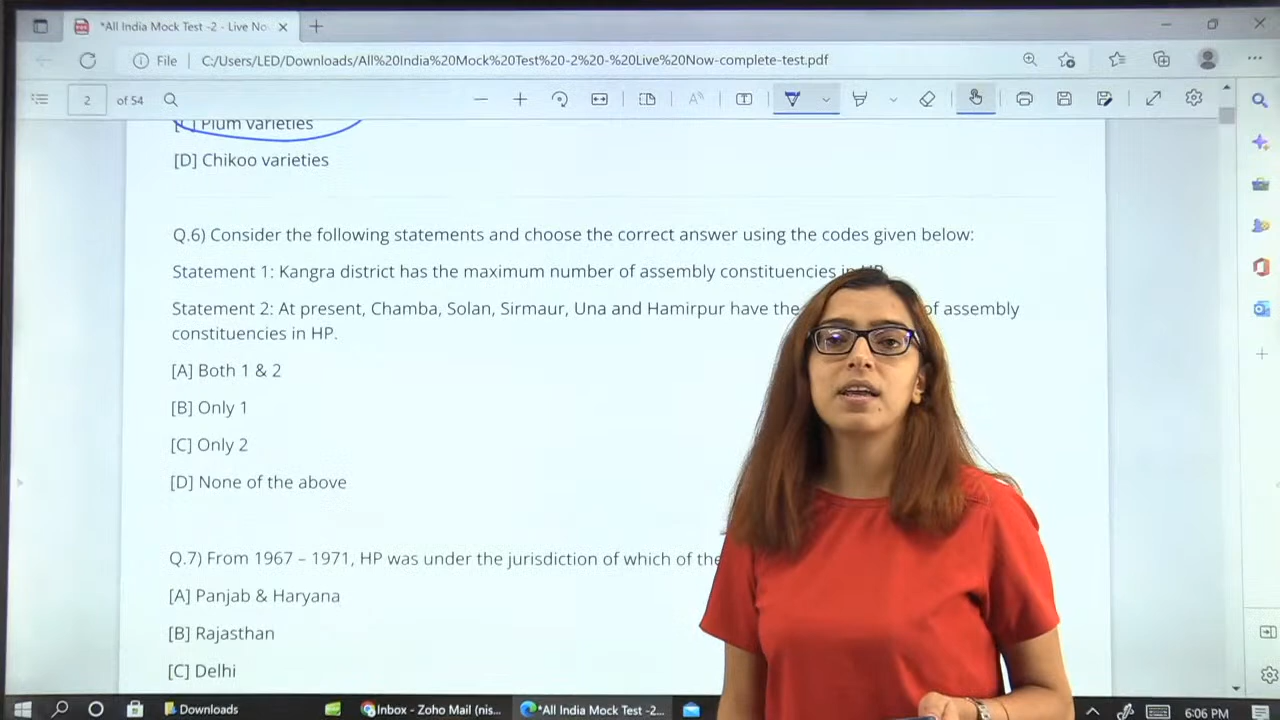 *All India Mock Test -2 - Live No
File C:/Users/LED/Downloads/All%20India%20Mock%20Test%20-2%20-%20Live%20Now-complete-test.pdf
2 of 54
[C] Plum varieties
[D] Chikoo varieties
Q.6) Consider the following statements and choose the correct answer using the codes given below:
Statement 1: Kangra district has the maximum number of assembly constituencies in HP.
Statement 2: At present, Chamba, Solan, Sirmaur, Una and Hamirpur have the of assembly
constituencies in HP.
[A] Both 1 & 2
[B] Only 1
[C] Only 2
[D] None of the above
Q.7) From 1967 – 1971, HP was under the jurisdiction of which of the
[A] Panjab & Haryana
[B] Rajasthan
[C] Delhi
Downloads Inbox - Zoho Mail (nis... *All India Mock Test -2... 6:06 PM